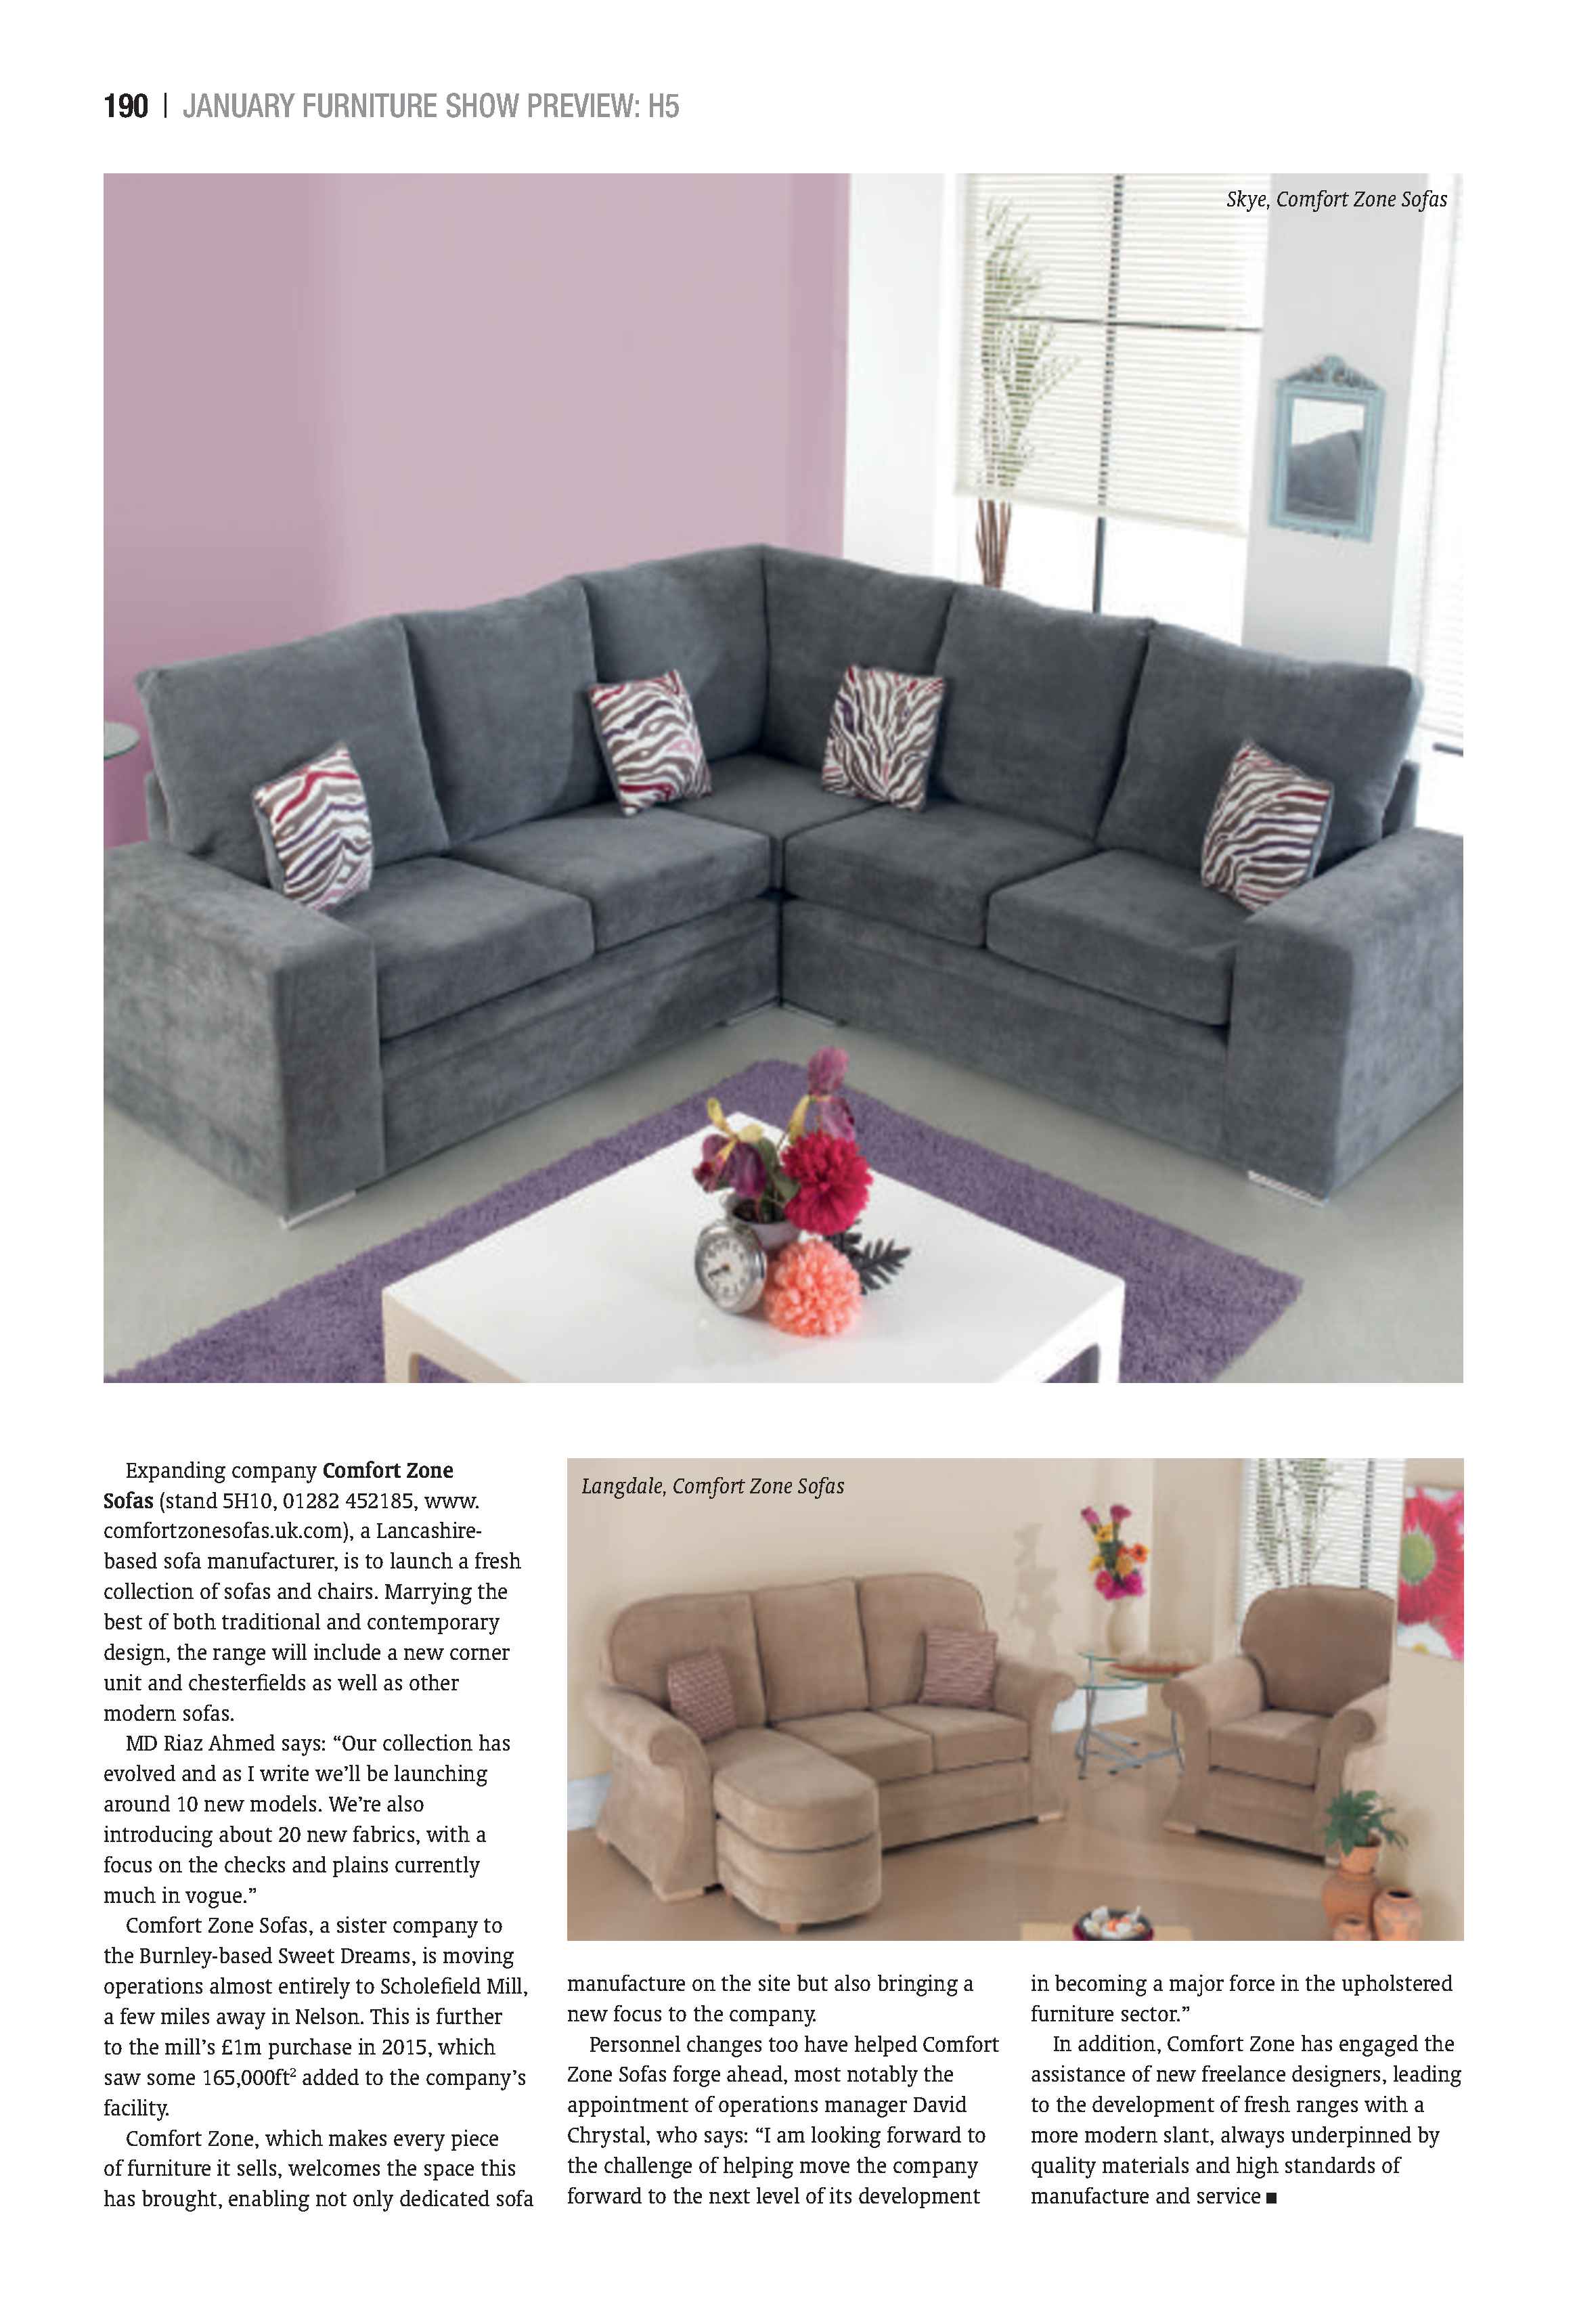 190 | JANUARY FURNITURE SHOW PREVIEW: H5
Skye, Comfort Zone Sofas
Expanding company Comfort Zone
Sofas (stand 5H10, 01282 452185, www.
comfortzonesofas.uk.com), a Lancashire-
based sofa manufacturer, is to launch a fresh
collection of sofas and chairs. Marrying the
best of both traditional and contemporary
design, the range will include a new corner
unit and chesterfields as well as other
modern sofas.
MD Riaz Ahmed says: “Our collection has
evolved and as I write we’ll be launching
around 10 new models. We’re also
introducing about 20 new fabrics, with a
focus on the checks and plains currently
much in vogue.”
Comfort Zone Sofas, a sister company to
the Burnley-based Sweet Dreams, is moving
operations almost entirely to Scholefield Mill,
a few miles away in Nelson. This is further
to the mill’s £1m purchase in 2015, which
saw some 165,000ft² added to the company’s
facility.
Comfort Zone, which makes every piece
of furniture it sells, welcomes the space this
has brought, enabling not only dedicated sofa
Langdale, Comfort Zone Sofas
manufacture on the site but also bringing a
new focus to the company.
Personnel changes too have helped Comfort
Zone Sofas forge ahead, most notably the
appointment of operations manager David
Chrystal, who says: “I am looking forward to
the challenge of helping move the company
forward to the next level of its development
in becoming a major force in the upholstered
furniture sector.”
In addition, Comfort Zone has engaged the
assistance of new freelance designers, leading
to the development of fresh ranges with a
more modern slant, always underpinned by
quality materials and high standards of
manufacture and service ■